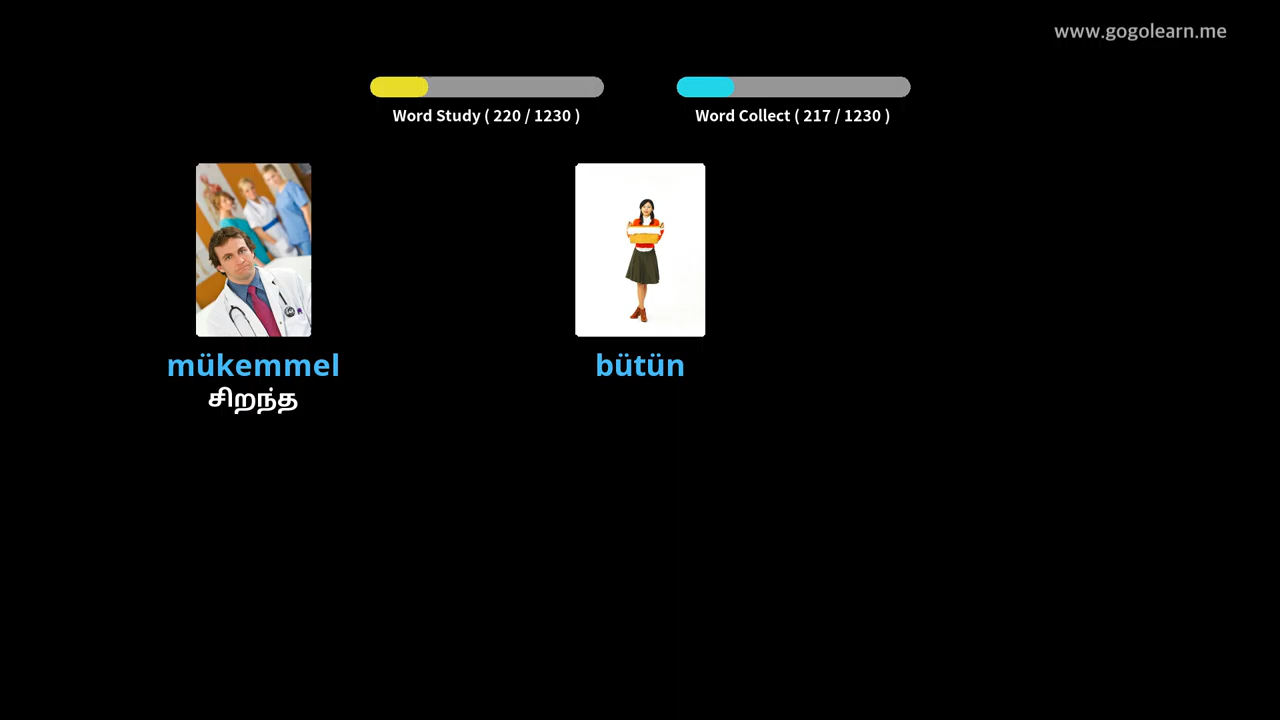 www.gogolearn.me
Word Study ( 220 / 1230 )
Word Collect ( 217 / 1230 )
mükemmel
சிறந்த
bütün